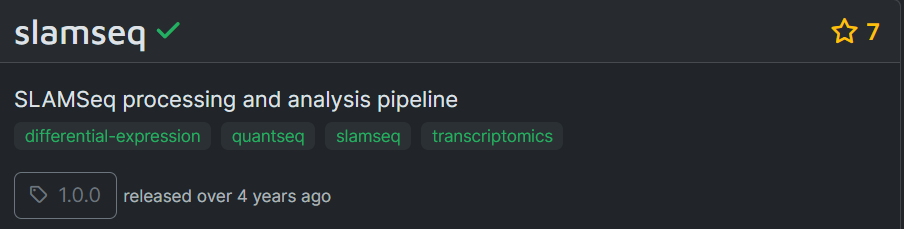 slamseq 7
SLAMSeq processing and analysis pipeline
differential-expression quantseq slamseq transcriptomics
1.0.0 released over 4 years ago